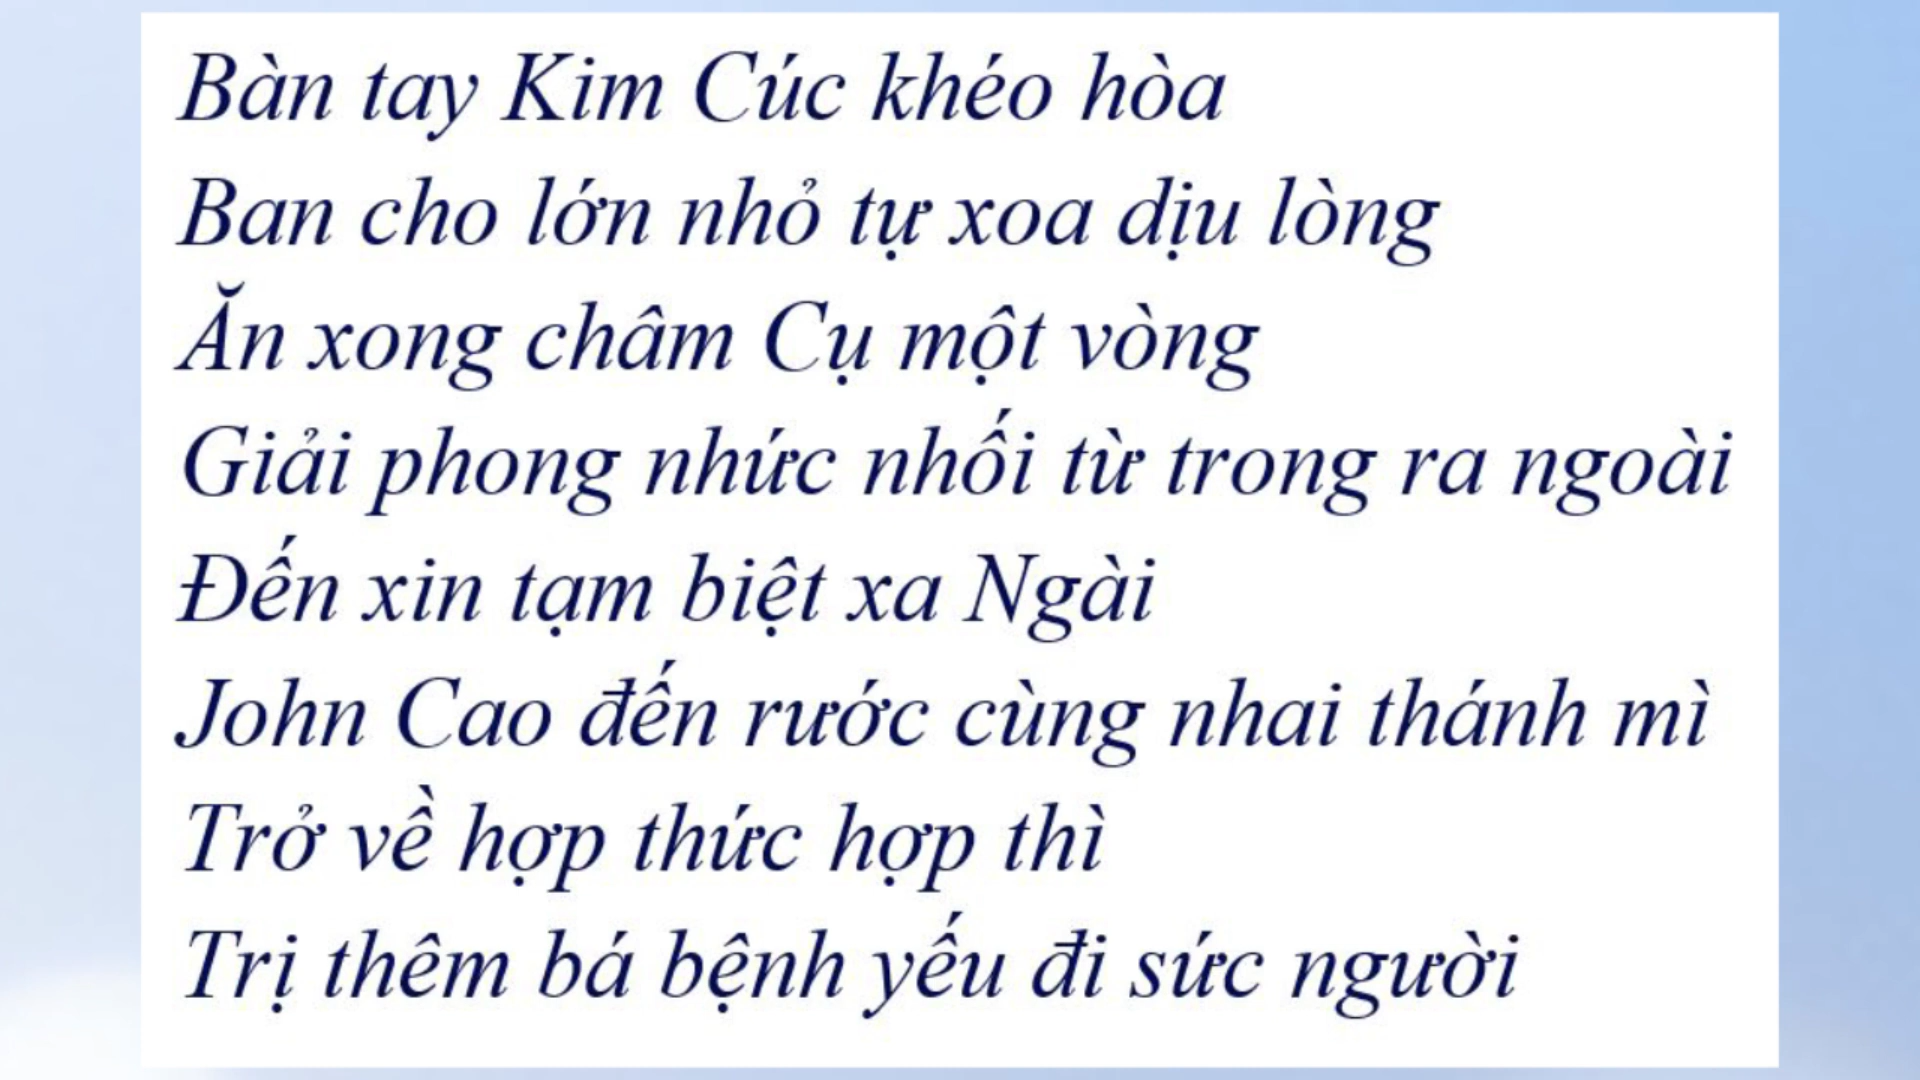 Bàn tay Kim Cúc khéo hòa
Ban cho lớn nhỏ tự xoa dịu lòng
Ăn xong châm Cụ một vòng
Giải phong nhức nhối từ trong ra ngoài
Đến xin tạm biệt xa Ngài
John Cao đến rước cùng nhai thánh mì
Trở về hợp thức hợp thì
Trị thêm bá bệnh yếu đi sức người